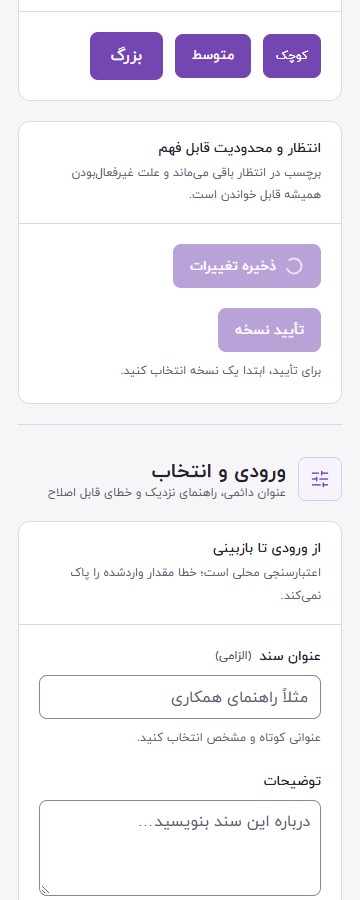 کوچک متوسط بزرگ
انتظار و محدودیت قابل فهم
برچسب در انتظار باقی می‌ماند و علت غیرفعال‌بودن
همیشه قابل خواندن است.
ذخیره تغییرات
تأیید نسخه
برای تأیید، ابتدا یک نسخه انتخاب کنید.
ورودی و انتخاب
عنوان دائمی، راهنمای نزدیک و خطای قابل اصلاح
از ورودی تا بازبینی
اعتبارسنجی محلی است؛ خطا مقدار واردشده را پاک
نمی‌کند.
عنوان سند (الزامی)
مثلاً راهنمای همکاری
عنوانی کوتاه و مشخص انتخاب کنید.
توضیحات
درباره این سند بنویسید…